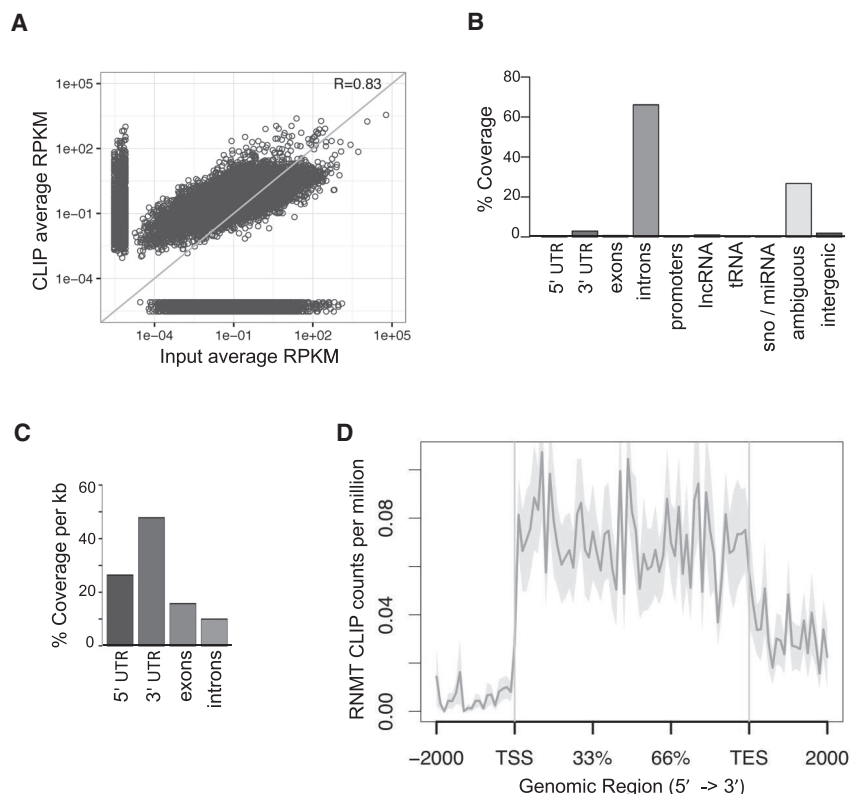 A
R=0.83
1e+05
1e+02
1e−01
1e−04
CLIP average RPKM
1e−04 1e−01 1e+02 1e+05
Input average RPKM
B
80
60
40
20
0
% Coverage
5' UTR
3' UTR
exons
introns
promoters
lncRNA
tRNA
sno / miRNA
ambiguous
intergenic
C
60
40
20
0
% Coverage per kb
5' UTR
3' UTR
exons
introns
D
0.08
0.04
0.00
RNMT CLIP counts per million
−2000 TSS 33% 66% TES 2000
Genomic Region (5' -> 3')